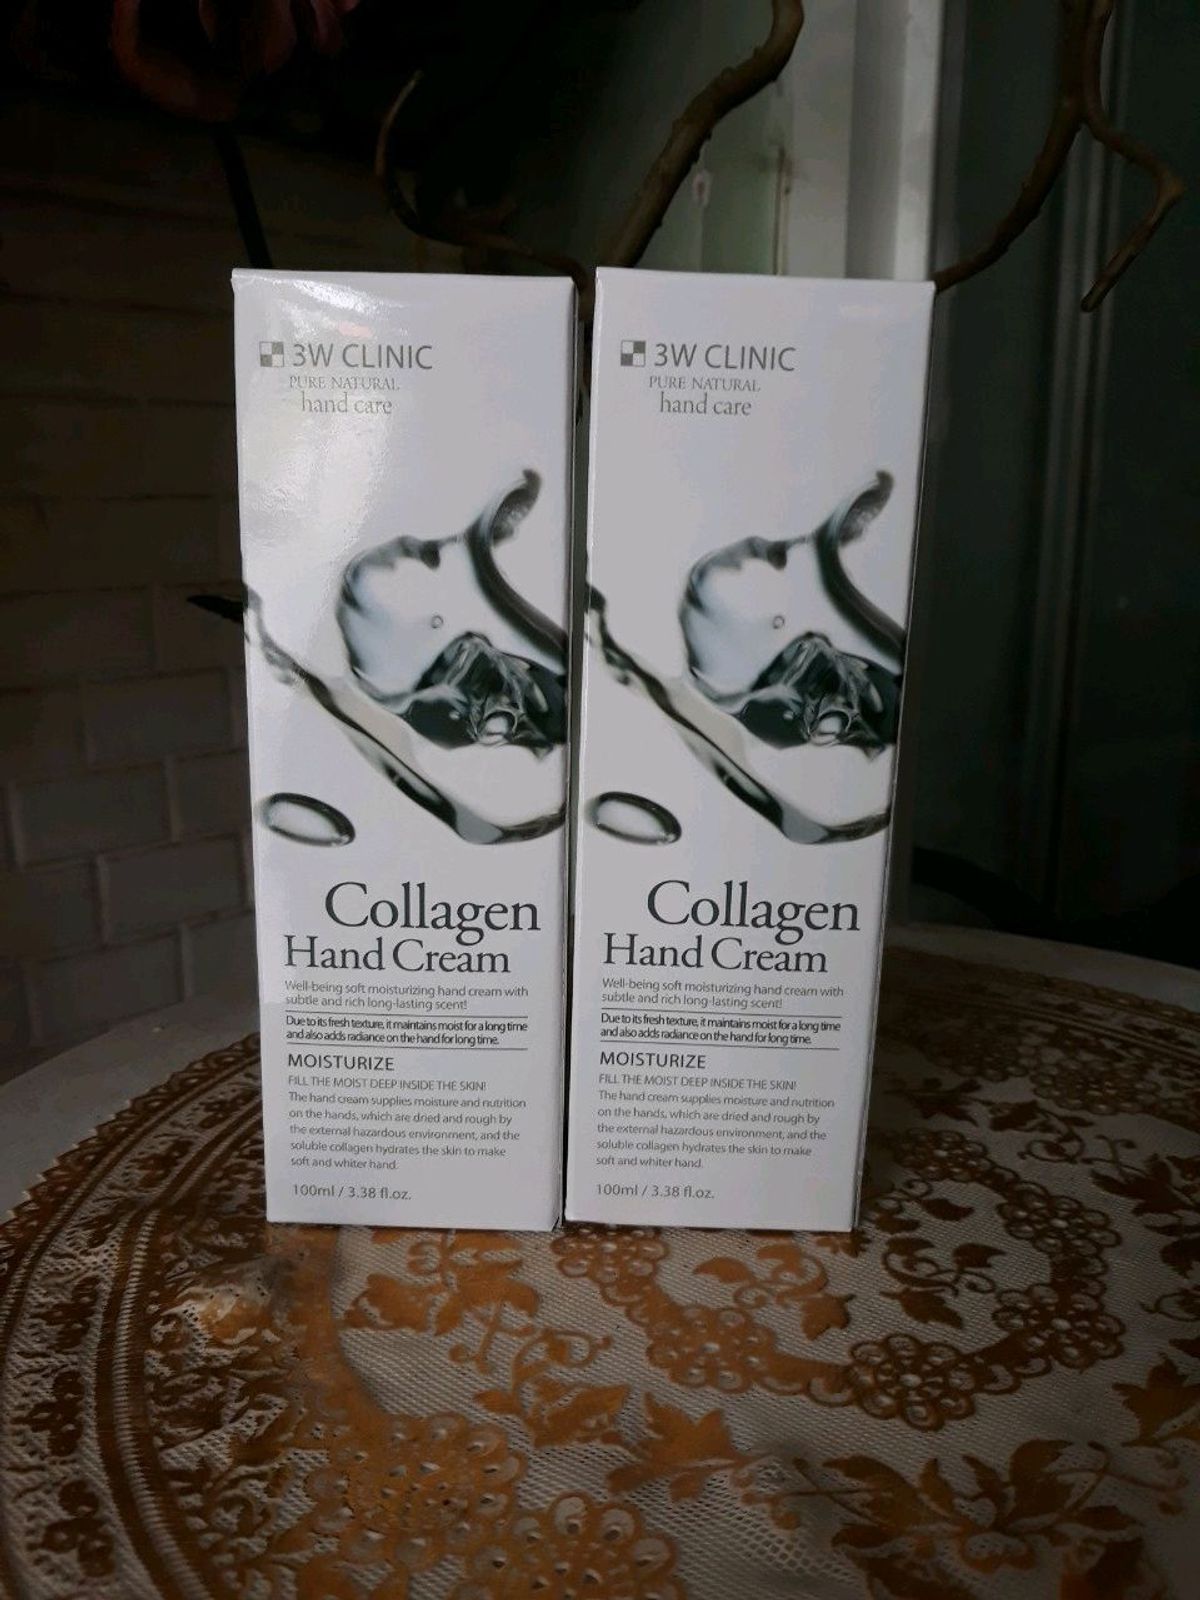 3W CLINIC
PURE NATURAL
hand care
Collagen
Hand Cream
Well-being soft moisturizing hand cream with
subtle and rich long-lasting scent!
Due to its fresh texture, it maintains moist for a long time
and also adds radiance on the hand for long time.
MOISTURIZE
FILL THE MOIST DEEP INSIDE THE SKIN!
The hand cream supplies moisture and nutrition
on the hands, which are dried and rough by
the external hazardous environment, and the
soluble collagen hydrates the skin to make
soft and whiter hand.
100ml / 3.38 fl.oz.
3W CLINIC
PURE NATURAL
hand care
Collagen
Hand Cream
Well-being soft moisturizing hand cream with
subtle and rich long-lasting scent!
Due to its fresh texture, it maintains moist for a long time
and also adds radiance on the hand for long time.
MOISTURIZE
FILL THE MOIST DEEP INSIDE THE SKIN!
The hand cream supplies moisture and nutrition
on the hands, which are dried and rough by
the external hazardous environment, and the
soluble collagen hydrates the skin to make
soft and whiter hand.
100ml / 3.38 fl.oz.